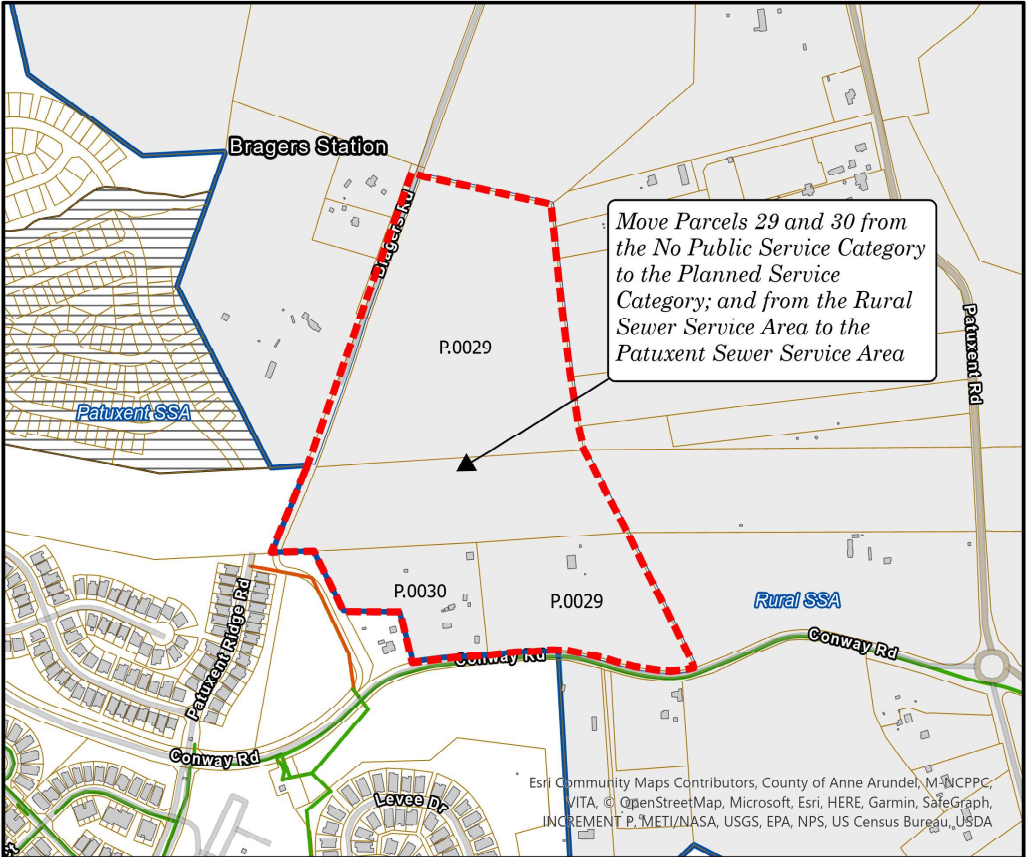 Bragers Station
Bragers Rd
Move Parcels 29 and 30 from
the No Public Service Category
to the Planned Service
Category; and from the Rural
Sewer Service Area to the
Patuxent Sewer Service Area
P.0029
Patuxent Rd
Patuxent SSA
P.0030
P.0029
Rural SSA
Patuxent Ridge Rd
Conway Rd
Conway Rd
Conway Rd
Levee Dr
Esri Community Maps Contributors, County of Anne Arundel, M-NCPPC,
VITA, © OpenStreetMap, Microsoft, Esri, HERE, Garmin, SafeGraph,
INCREMENT P, METI/NASA, USGS, EPA, NPS, US Census Bureau, USDA